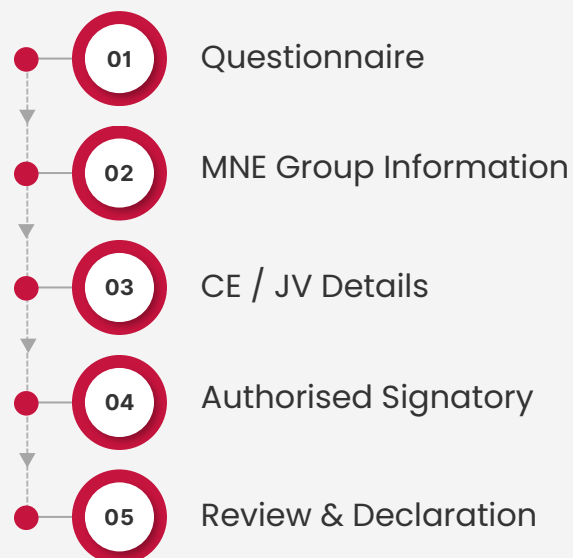 01 Questionnaire
02 MNE Group Information
03 CE / JV Details
04 Authorised Signatory
05 Review & Declaration